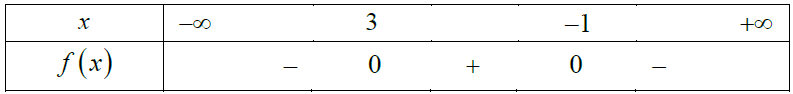 x –∞ 3 –1 +∞
f(x) – 0 + 0 –